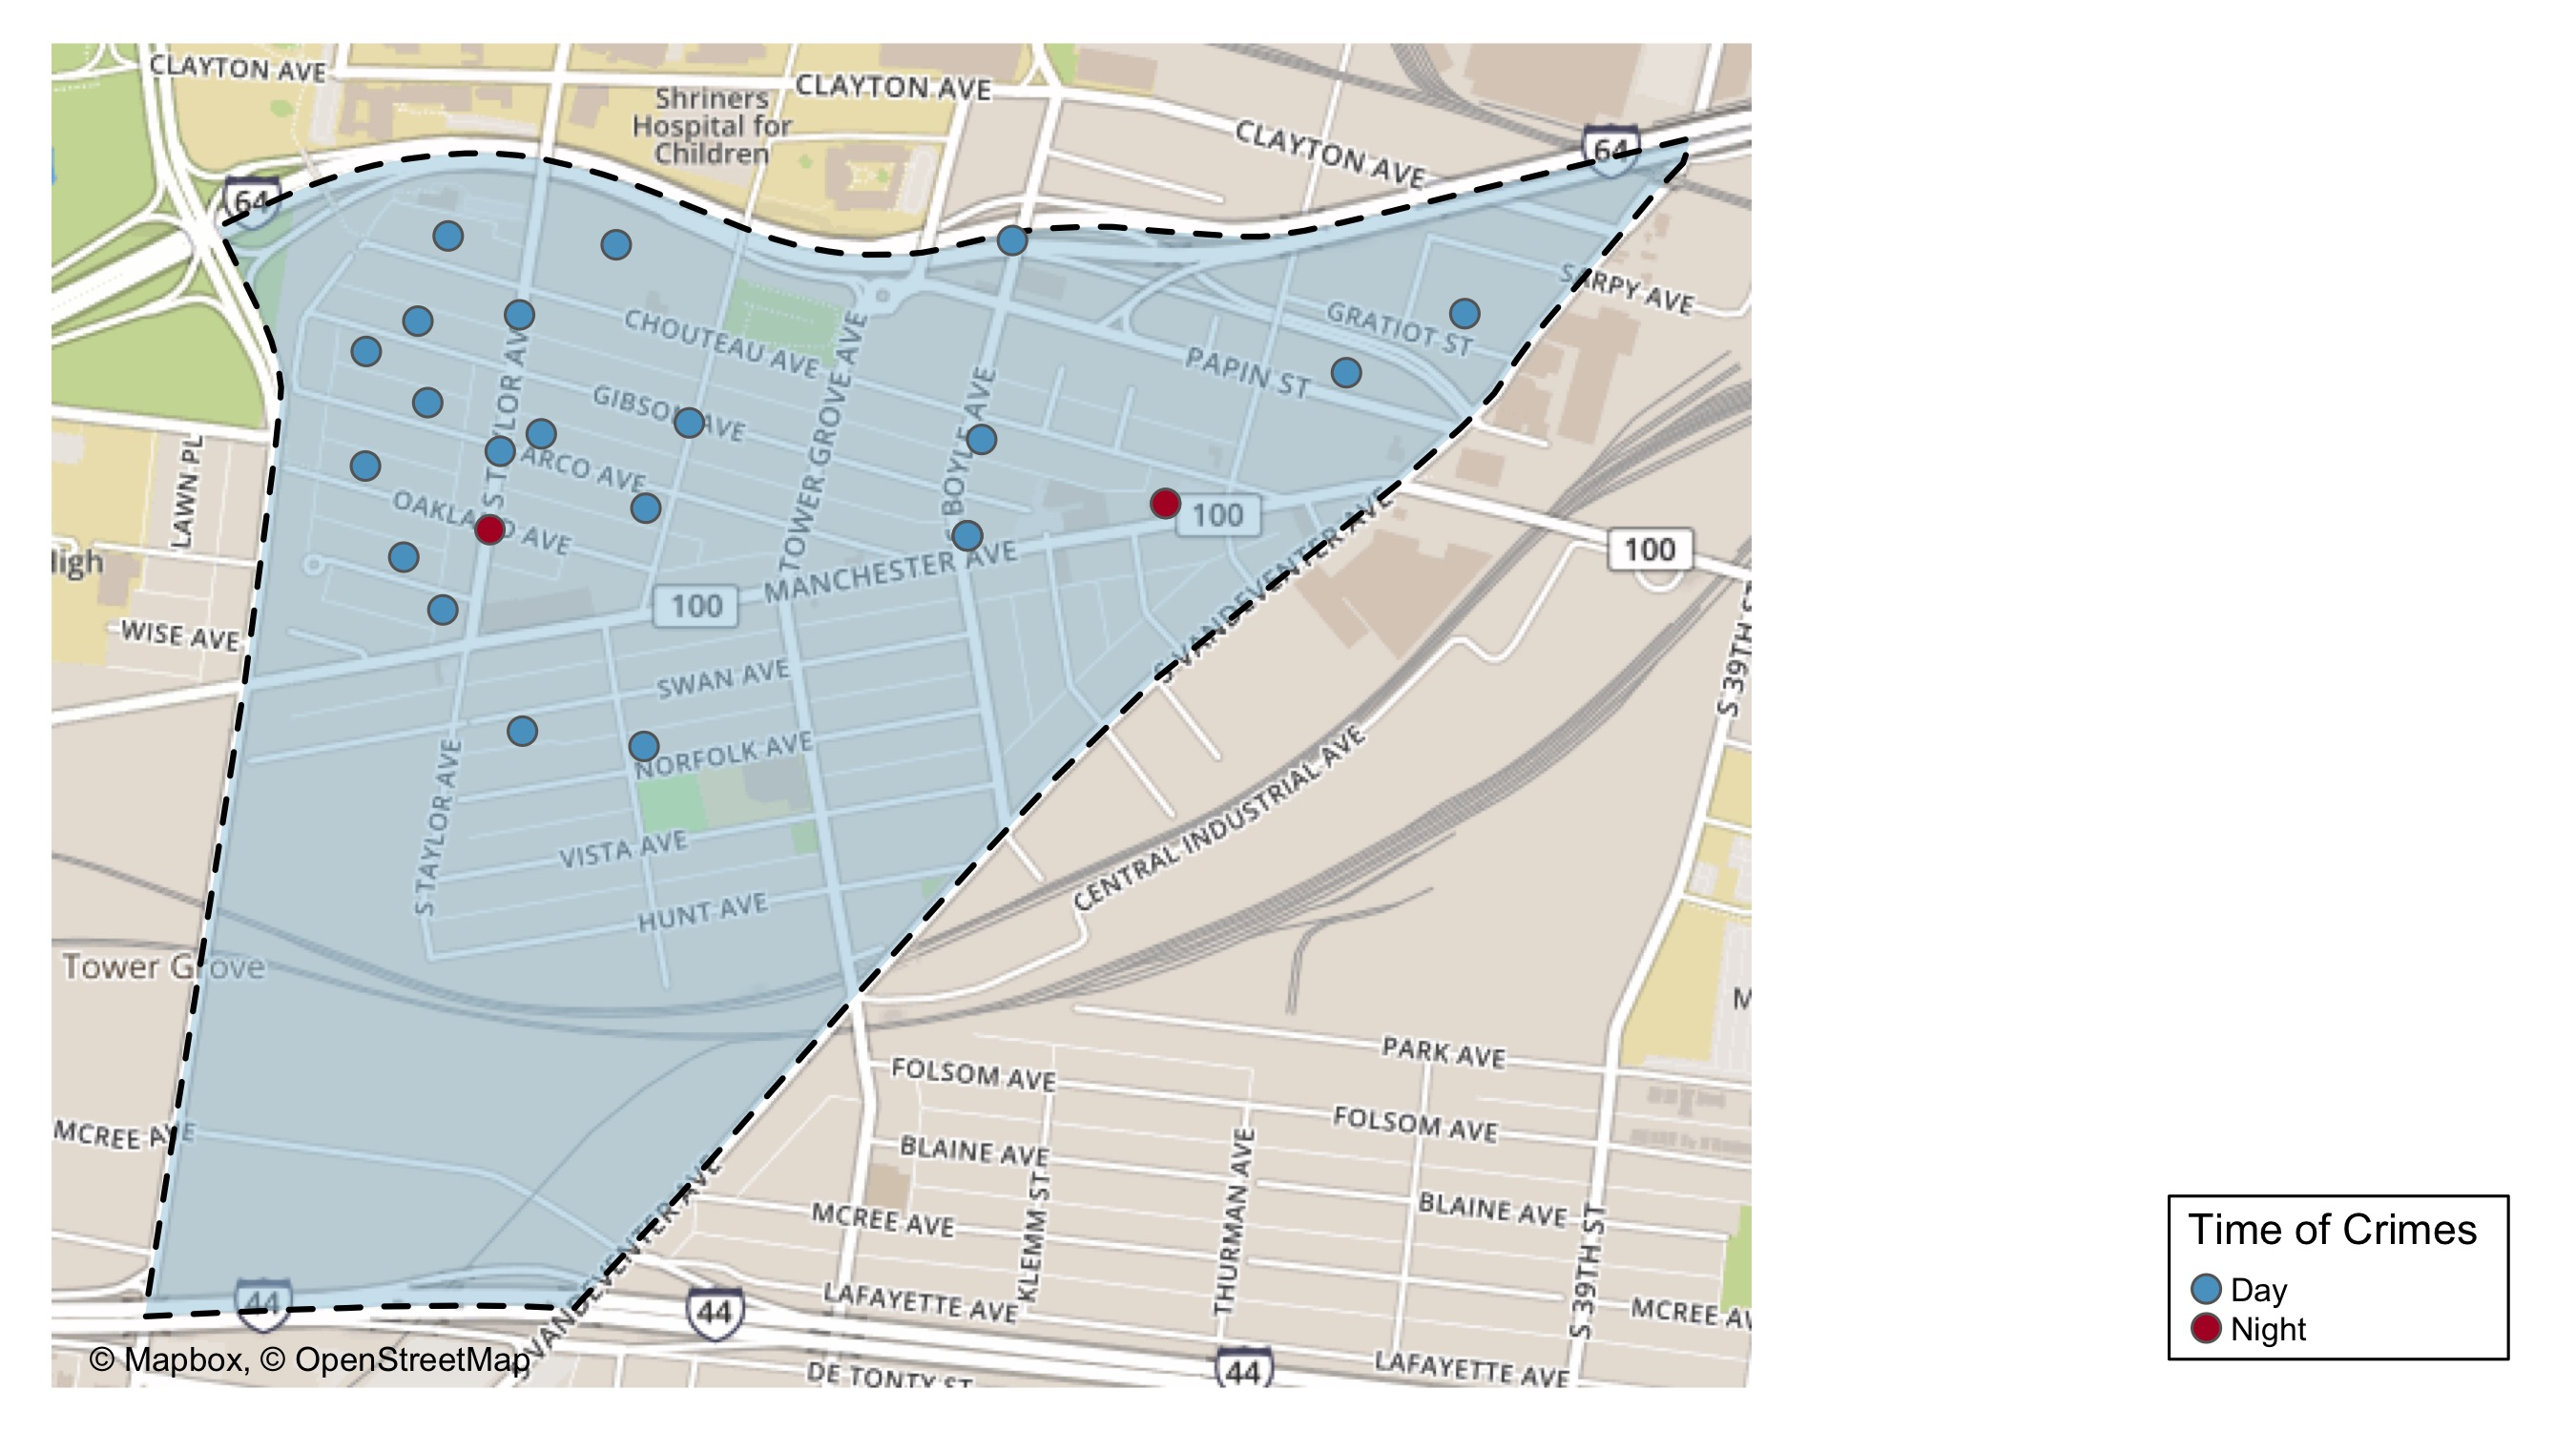 CLAYTON AVE
CLAYTON AVE
Shriners
Hospital for
Children
CLAYTON AVE
64
64
SARPY AVE
GRATIOT ST
CHOUTEAU AVE
PAPIN ST
GIBSON AVE
S TAYLOR AVE
TOWER GROVE AVE
S BOYLE AVE
LAWN PL
ARCO AVE
OAKLAND AVE
100
100
High
MANCHESTER AVE
100
S VANDEVENTER AVE
WISE AVE
SWAN AVE
S 39TH ST
NORFOLK AVE
S TAYLOR AVE
CENTRAL INDUSTRIAL AVE
VISTA AVE
HUNT AVE
Tower Grove
M
PARK AVE
FOLSOM AVE
FOLSOM AVE
MCREE AVE
BLAINE AVE
BLAINE AVE
KLEMM ST
THURMAN AVE
MCREE AVE
S 39TH ST
S VANDEVENTER AVE
44
44
LAFAYETTE AVE
MCREE AV
44
LAFAYETTE AVE
DE TONTY ST
© Mapbox, © OpenStreetMap
Time of Crimes
Day
Night